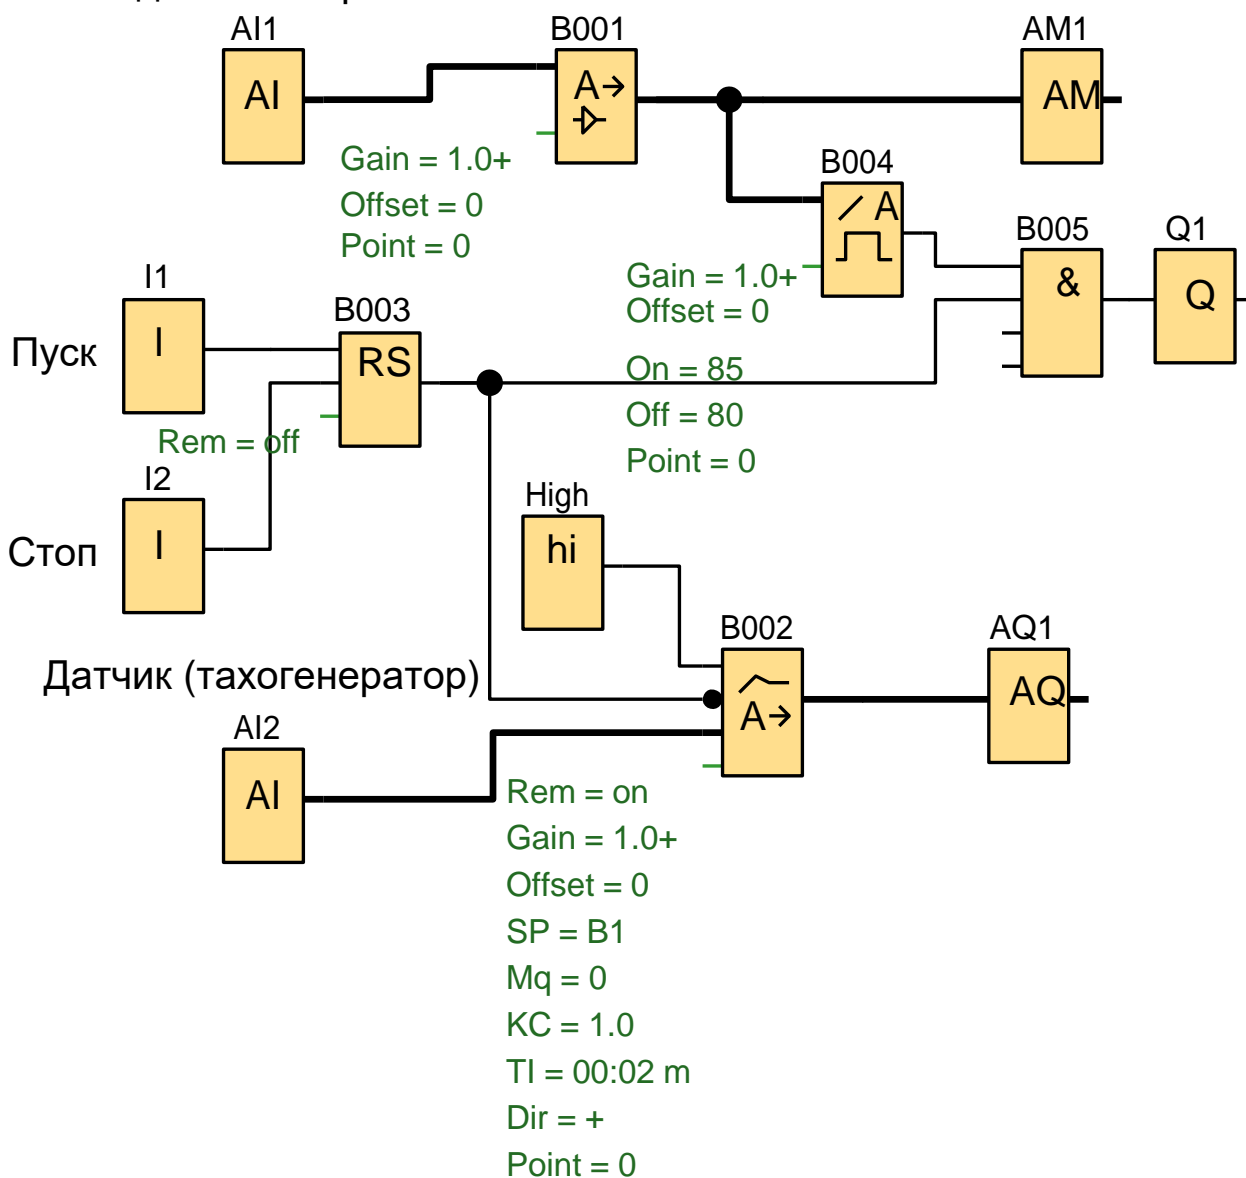 AI1
B001
AM1
AI
A
AM
Gain = 1.0+
Offset = 0
Point = 0
B004
A
B005
Q1
&
Q
Gain = 1.0+
Offset = 0
On = 85
Off = 80
Point = 0
I1
B003
Пуск
I
RS
Rem = off
I2
Стоп
I
High
hi
B002
AQ1
Датчик (тахогенератор)
A
AQ
AI2
AI
Rem = on
Gain = 1.0+
Offset = 0
SP = B1
Mq = 0
KC = 1.0
TI = 00:02 m
Dir = +
Point = 0